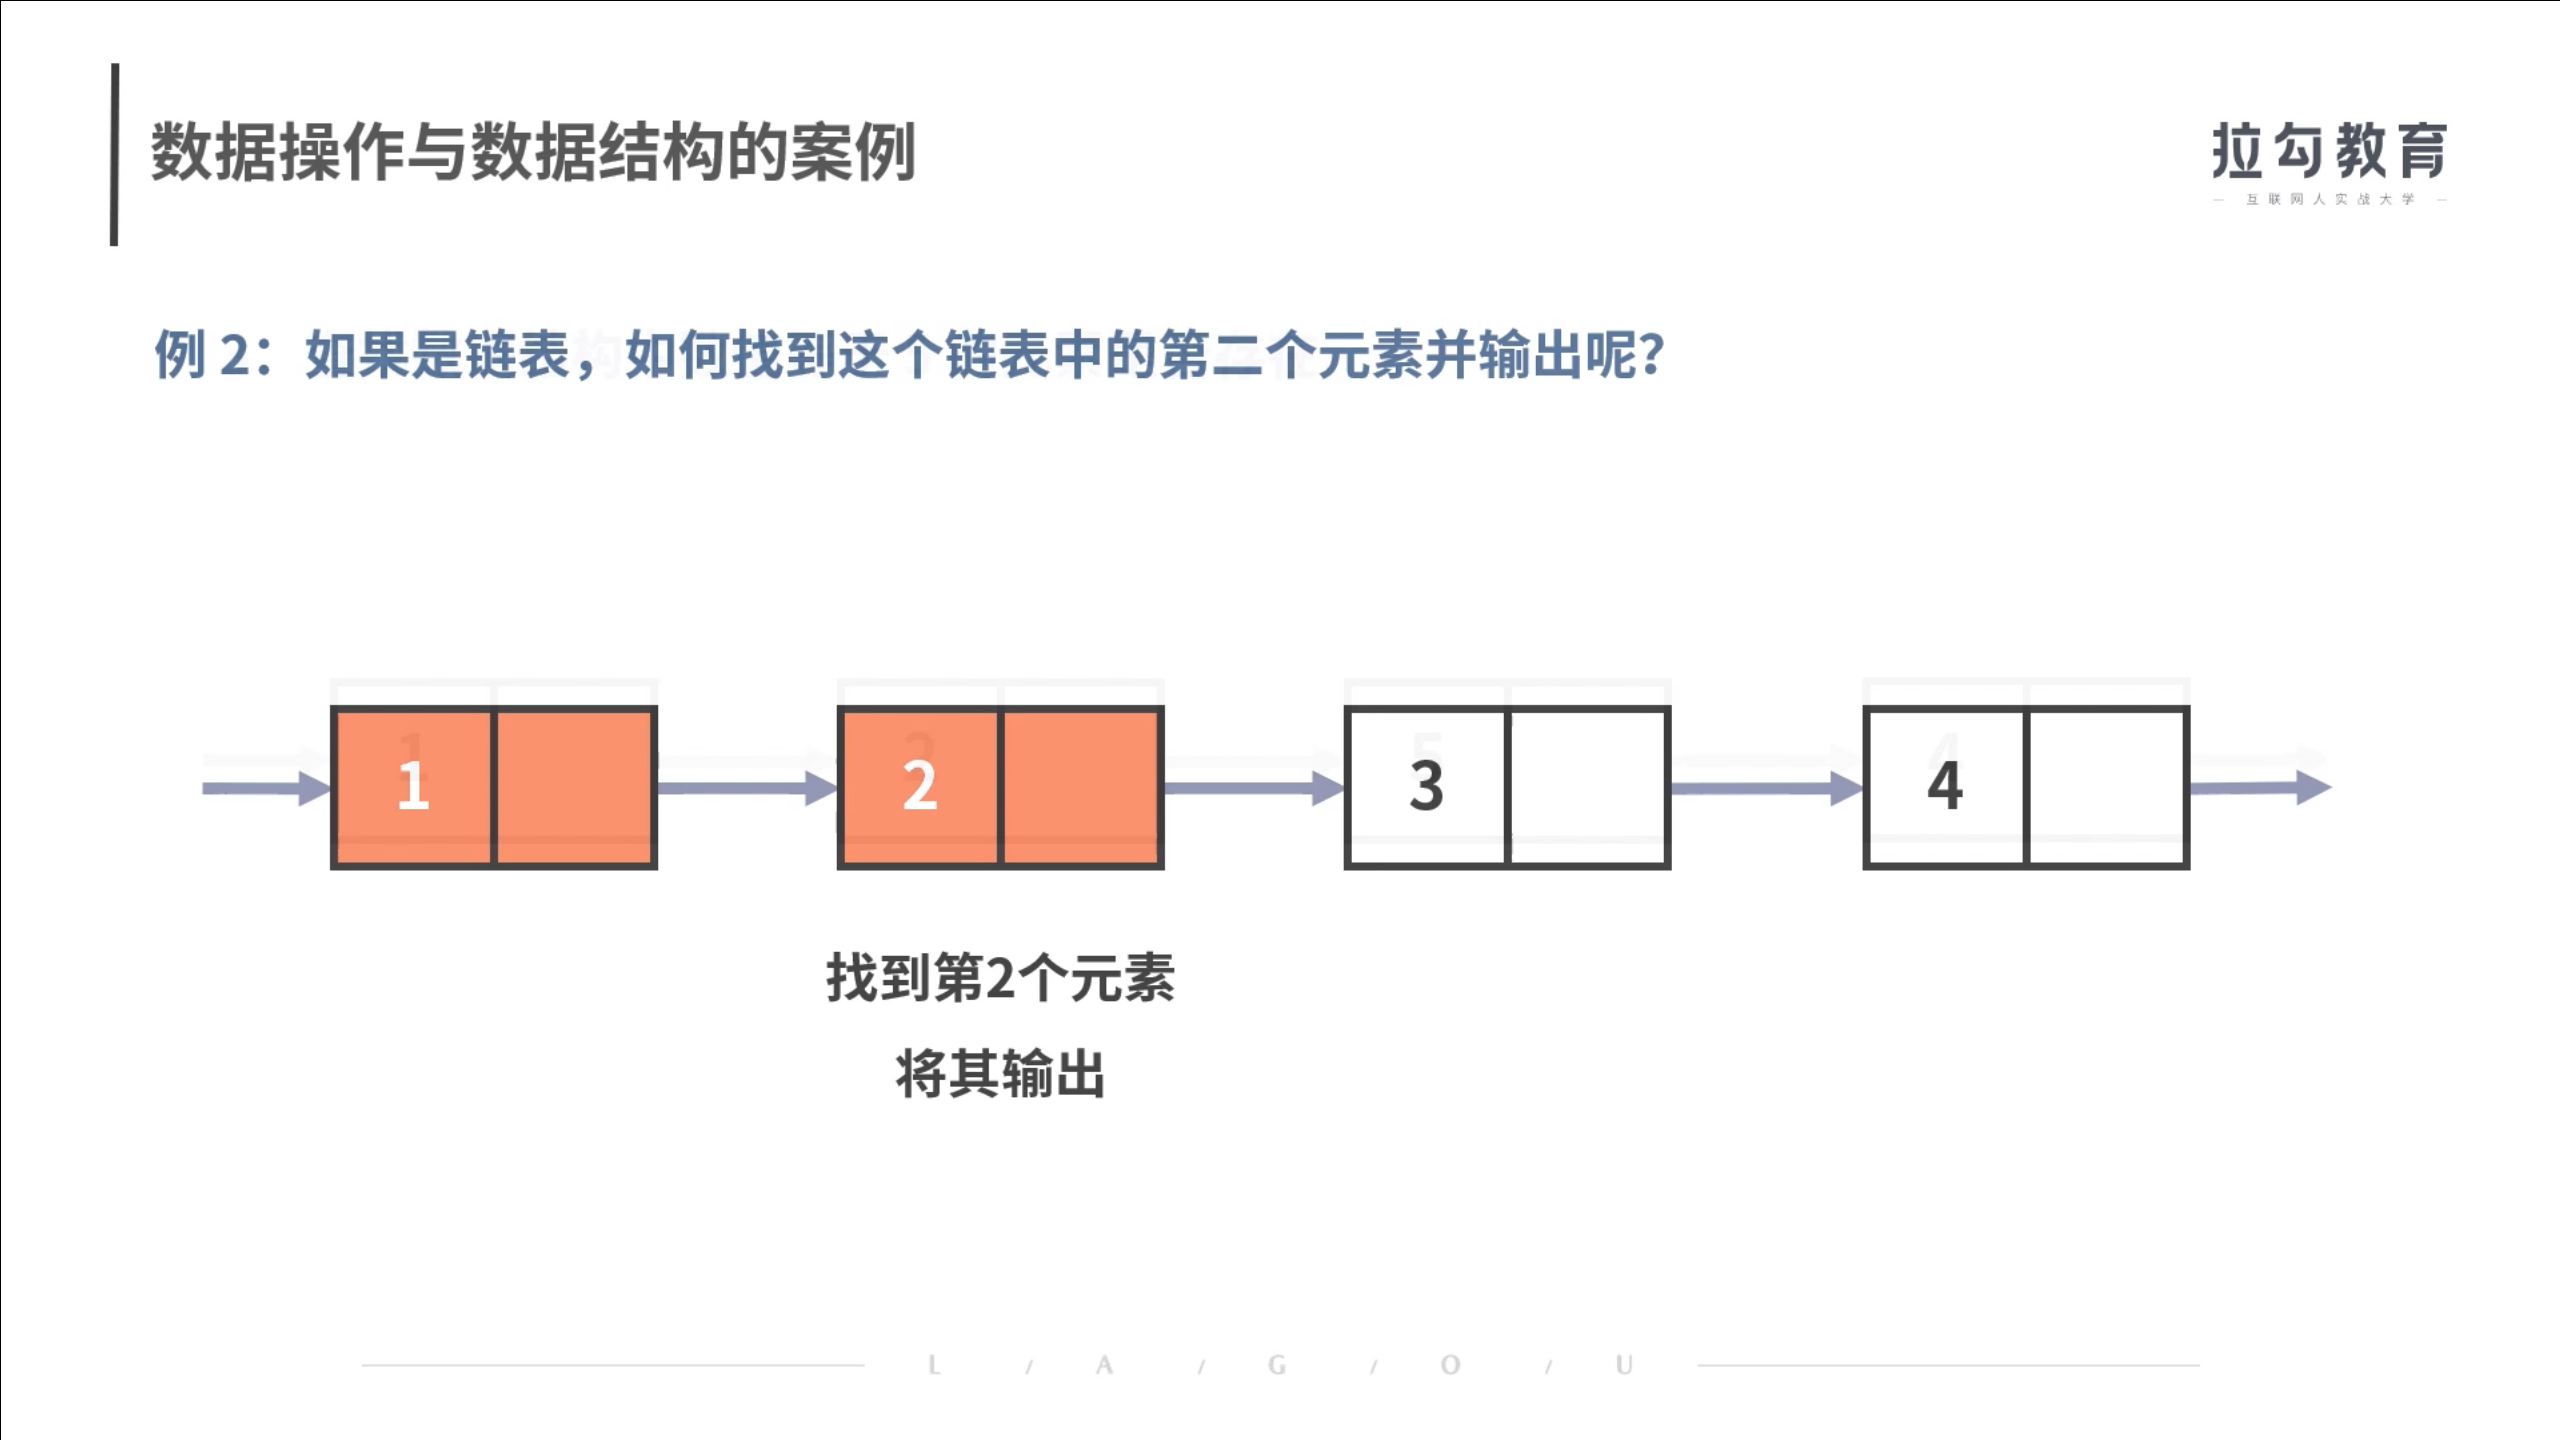 数据操作与数据结构的案例
拉勾教育
— 互联网人实战大学 —
例 2：如果是链表，如何找到这个链表中的第二个元素并输出呢？
1 2 3 4
找到第2个元素
将其输出
L / A / G / O / U